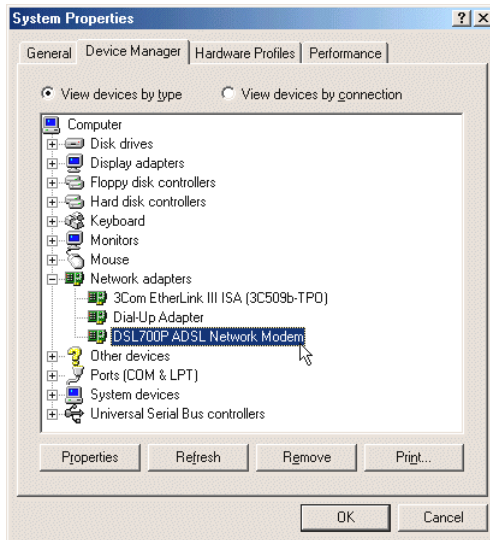 System Properties
General Device Manager Hardware Profiles Performance
View devices by type View devices by connection
Computer
Disk drives
Display adapters
Floppy disk controllers
Hard disk controllers
Keyboard
Monitors
Mouse
Network adapters
3Com EtherLink III ISA (3C509b-TPO)
Dial-Up Adapter
DSL700P ADSL Network Modem
Other devices
Ports (COM & LPT)
System devices
Universal Serial Bus controllers
Properties Refresh Remove Print...
OK Cancel